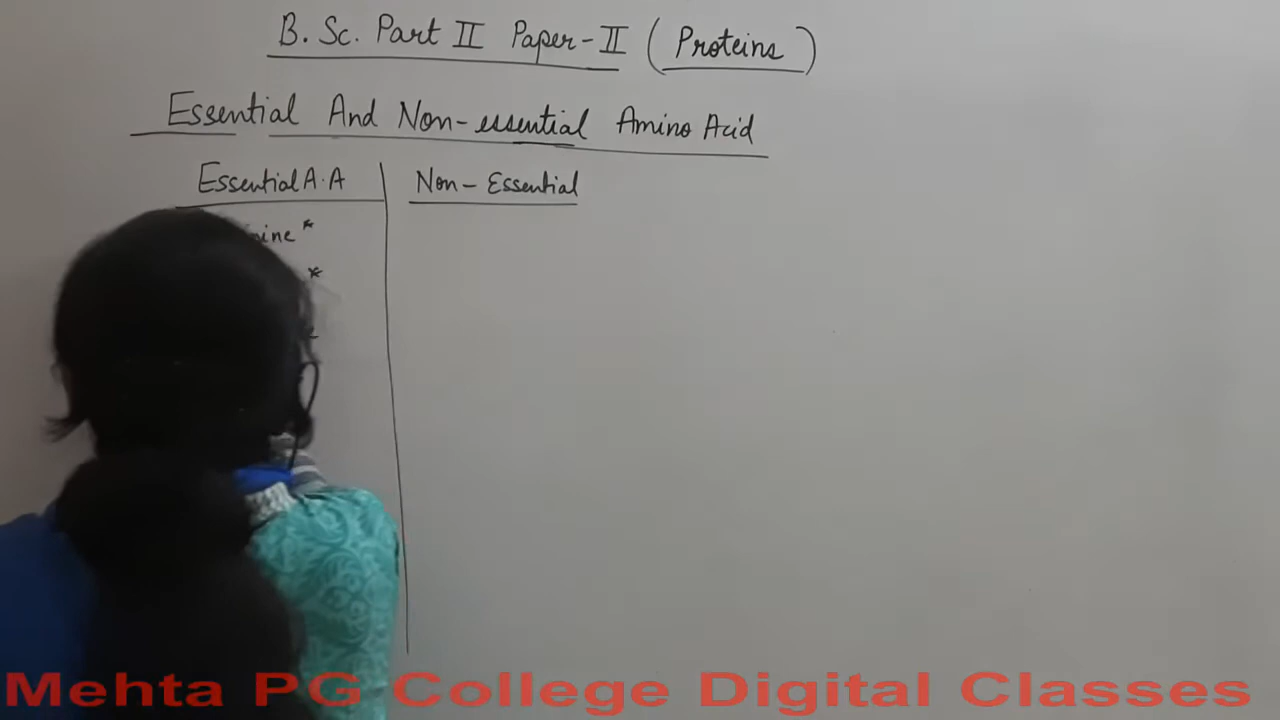 B. Sc. Part II Paper-II (Proteins)
Essential And Non-essential Amino Acid
Essential A.A Non-Essential
*
*
Mehta PG College Digital Classes